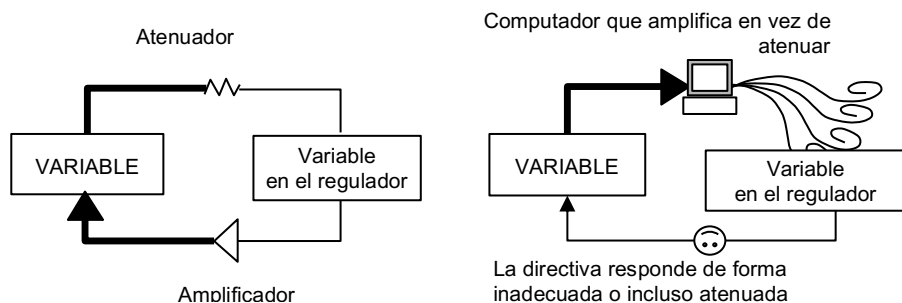 Atenuador
VARIABLE
Variable
en el regulador
Amplificador
Computador que amplifica en vez de
atenuar
VARIABLE
Variable
en el regulador
La directiva responde de forma
inadecuada o incluso atenuada